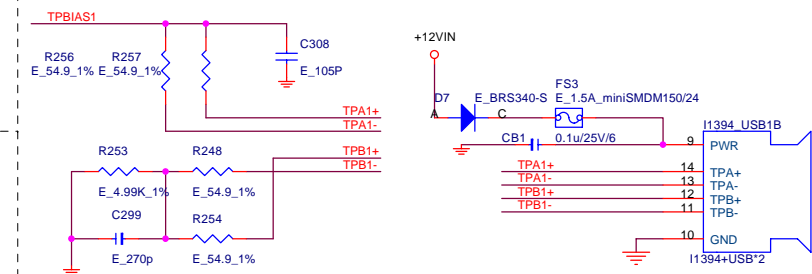 TPBIAS1
+12VIN
C308
R256 R257
E_54.9_1% E_54.9_1%
E_105P
FS3
D7 E_BRS340-S E_1.5A_miniSMDM150/24
A C
TPA1+
TPA1-
I1394_USB1B
CB1 0.1u/25V/6
9 PWR
R253 R248
TPB1+
TPB1-
TPA1+ 14 TPA+
TPA1- 13 TPA-
TPB1+ 12 TPB+
TPB1- 11 TPB-
E_4.99K_1% E_54.9_1%
C299 R254
10 GND
E_270p E_54.9_1%
I1394+USB*2